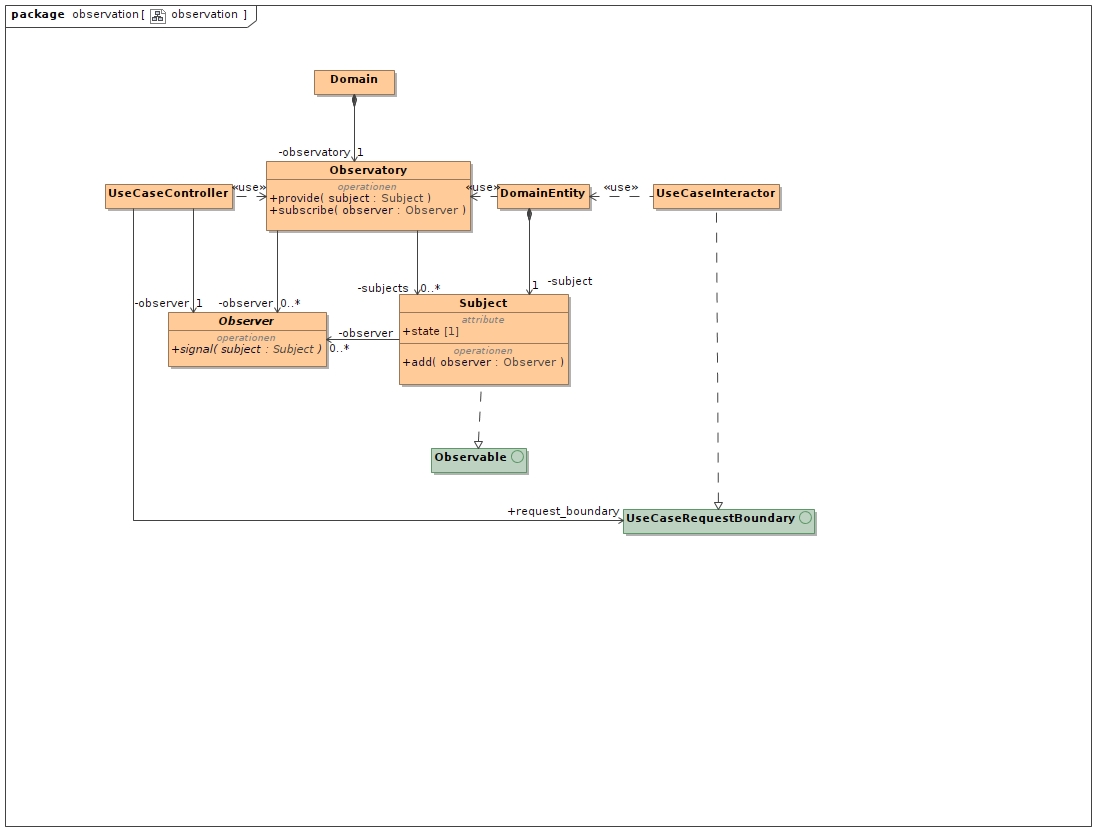 package observation[ observation ]
Domain
-observatory 1
Observatory
operationen
+provide( subject : Subject )
+subscribe( observer : Observer )
UseCaseController
«use»
«use»
DomainEntity
«use»
UseCaseInteractor
-observer 1
-observer 0..*
-subjects 0..*
1 -subject
Observer
operationen
+signal( subject : Subject )
-observer
0..*
Subject
attribute
+state [1]
operationen
+add( observer : Observer )
Observable
+request_boundary
UseCaseRequestBoundary